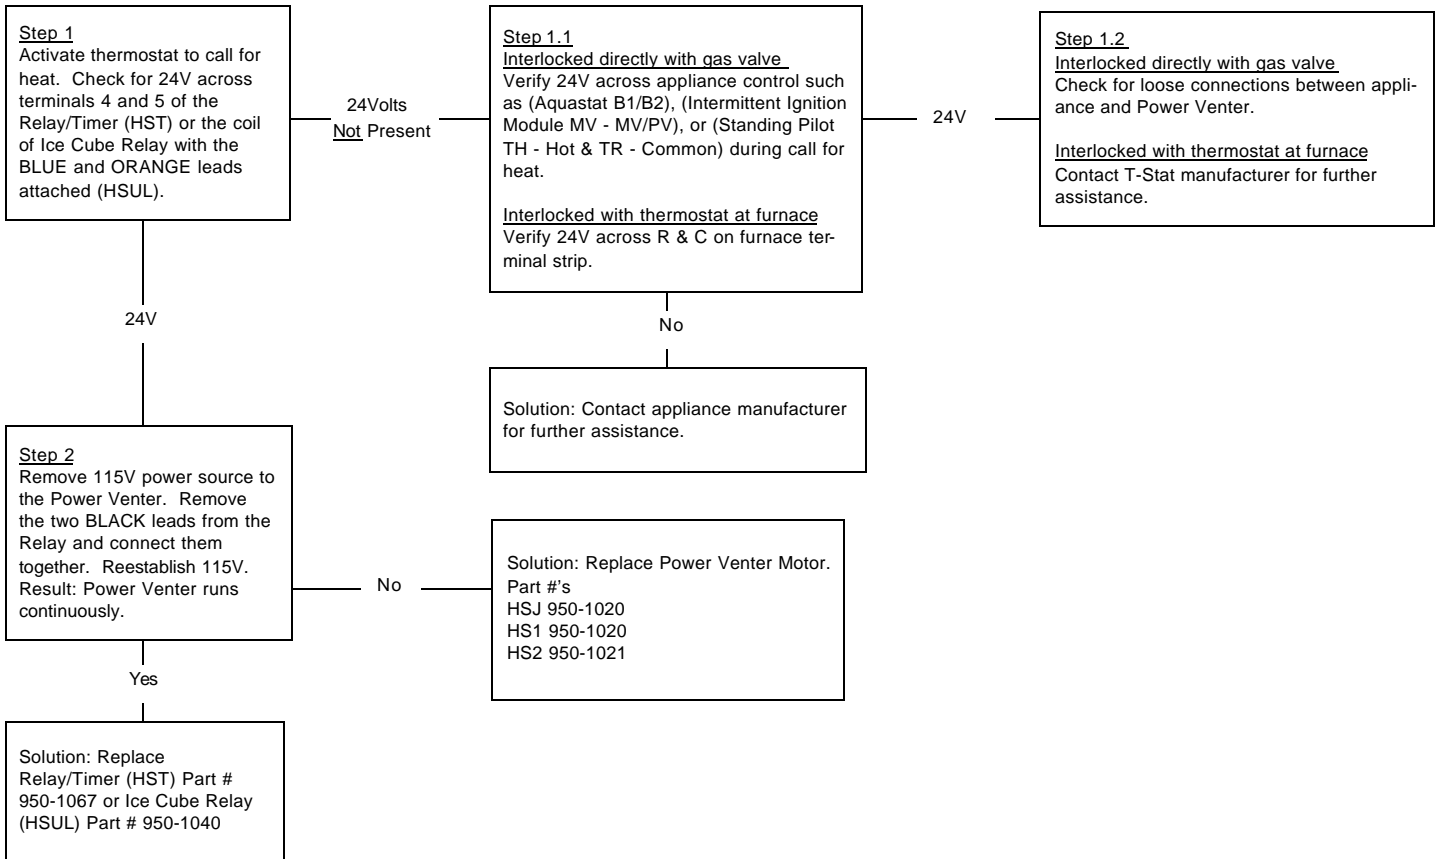 Step 1
Activate thermostat to call for
heat.  Check for 24V across
terminals 4 and 5 of the
Relay/Timer (HST) or the coil
of Ice Cube Relay with the
BLUE and ORANGE leads
attached (HSUL).
24Volts
Not Present
Step 1.1
Interlocked directly with gas valve
Verify 24V across appliance control such
as (Aquastat B1/B2), (Intermittent Ignition
Module MV - MV/PV), or (Standing Pilot
TH - Hot & TR - Common) during call for
heat.
Interlocked with thermostat at furnace
Verify 24V across R & C on furnace ter-
minal strip.
24V
Step 1.2
Interlocked directly with gas valve
Check for loose connections between appli-
ance and Power Venter.
Interlocked with thermostat at furnace
Contact T-Stat manufacturer for further
assistance.
24V
No
Solution: Contact appliance manufacturer
for further assistance.
Step 2
Remove 115V power source to
the Power Venter.  Remove
the two BLACK leads from the
Relay and connect them
together.  Reestablish 115V.
Result: Power Venter runs
continuously.
No
Solution: Replace Power Venter Motor.
Part #'s
HSJ 950-1020
HS1 950-1020
HS2 950-1021
Yes
Solution: Replace
Relay/Timer (HST) Part #
950-1067 or Ice Cube Relay
(HSUL) Part # 950-1040